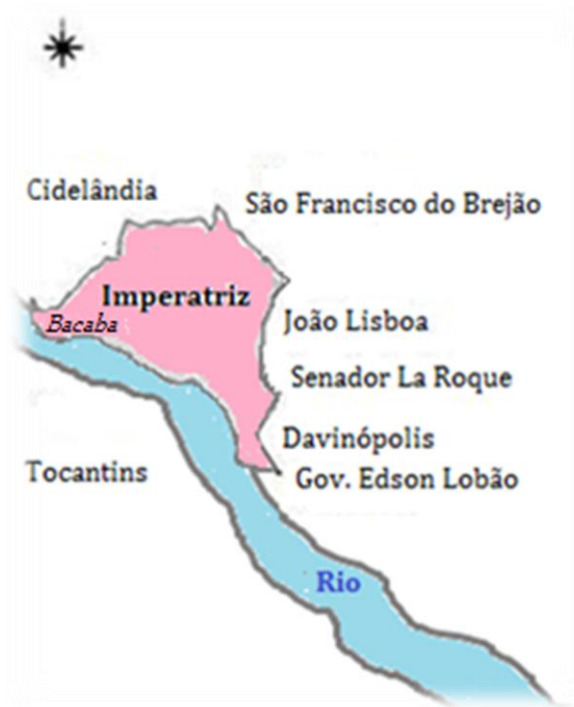 Cidelândia
São Francisco do Brejão
Imperatriz
Bacaba
João Lisboa
Senador La Roque
Davinópolis
Tocantins
Gov. Edson Lobão
Rio